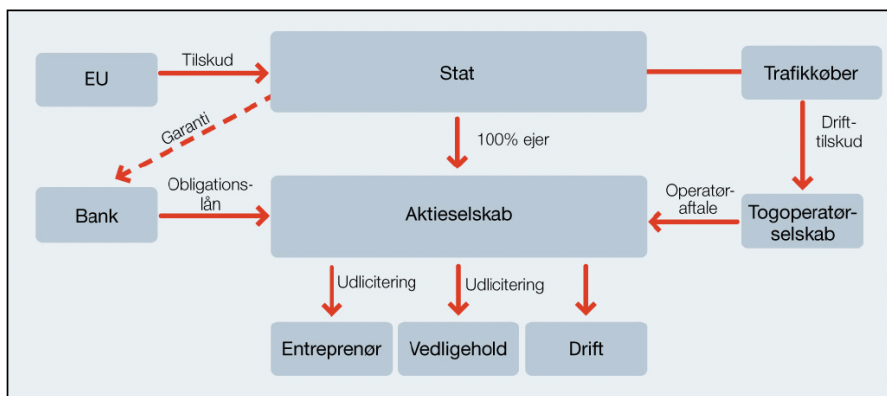 EU
Tilskud
Stat
Trafikkøber
Garanti
100% ejer
Drift-
tilskud
Bank
Obligations-
lån
Aktieselskab
Operatør-
aftale
Togoperatør-
selskab
Udlicitering
Udlicitering
Entreprenør
Vedligehold
Drift